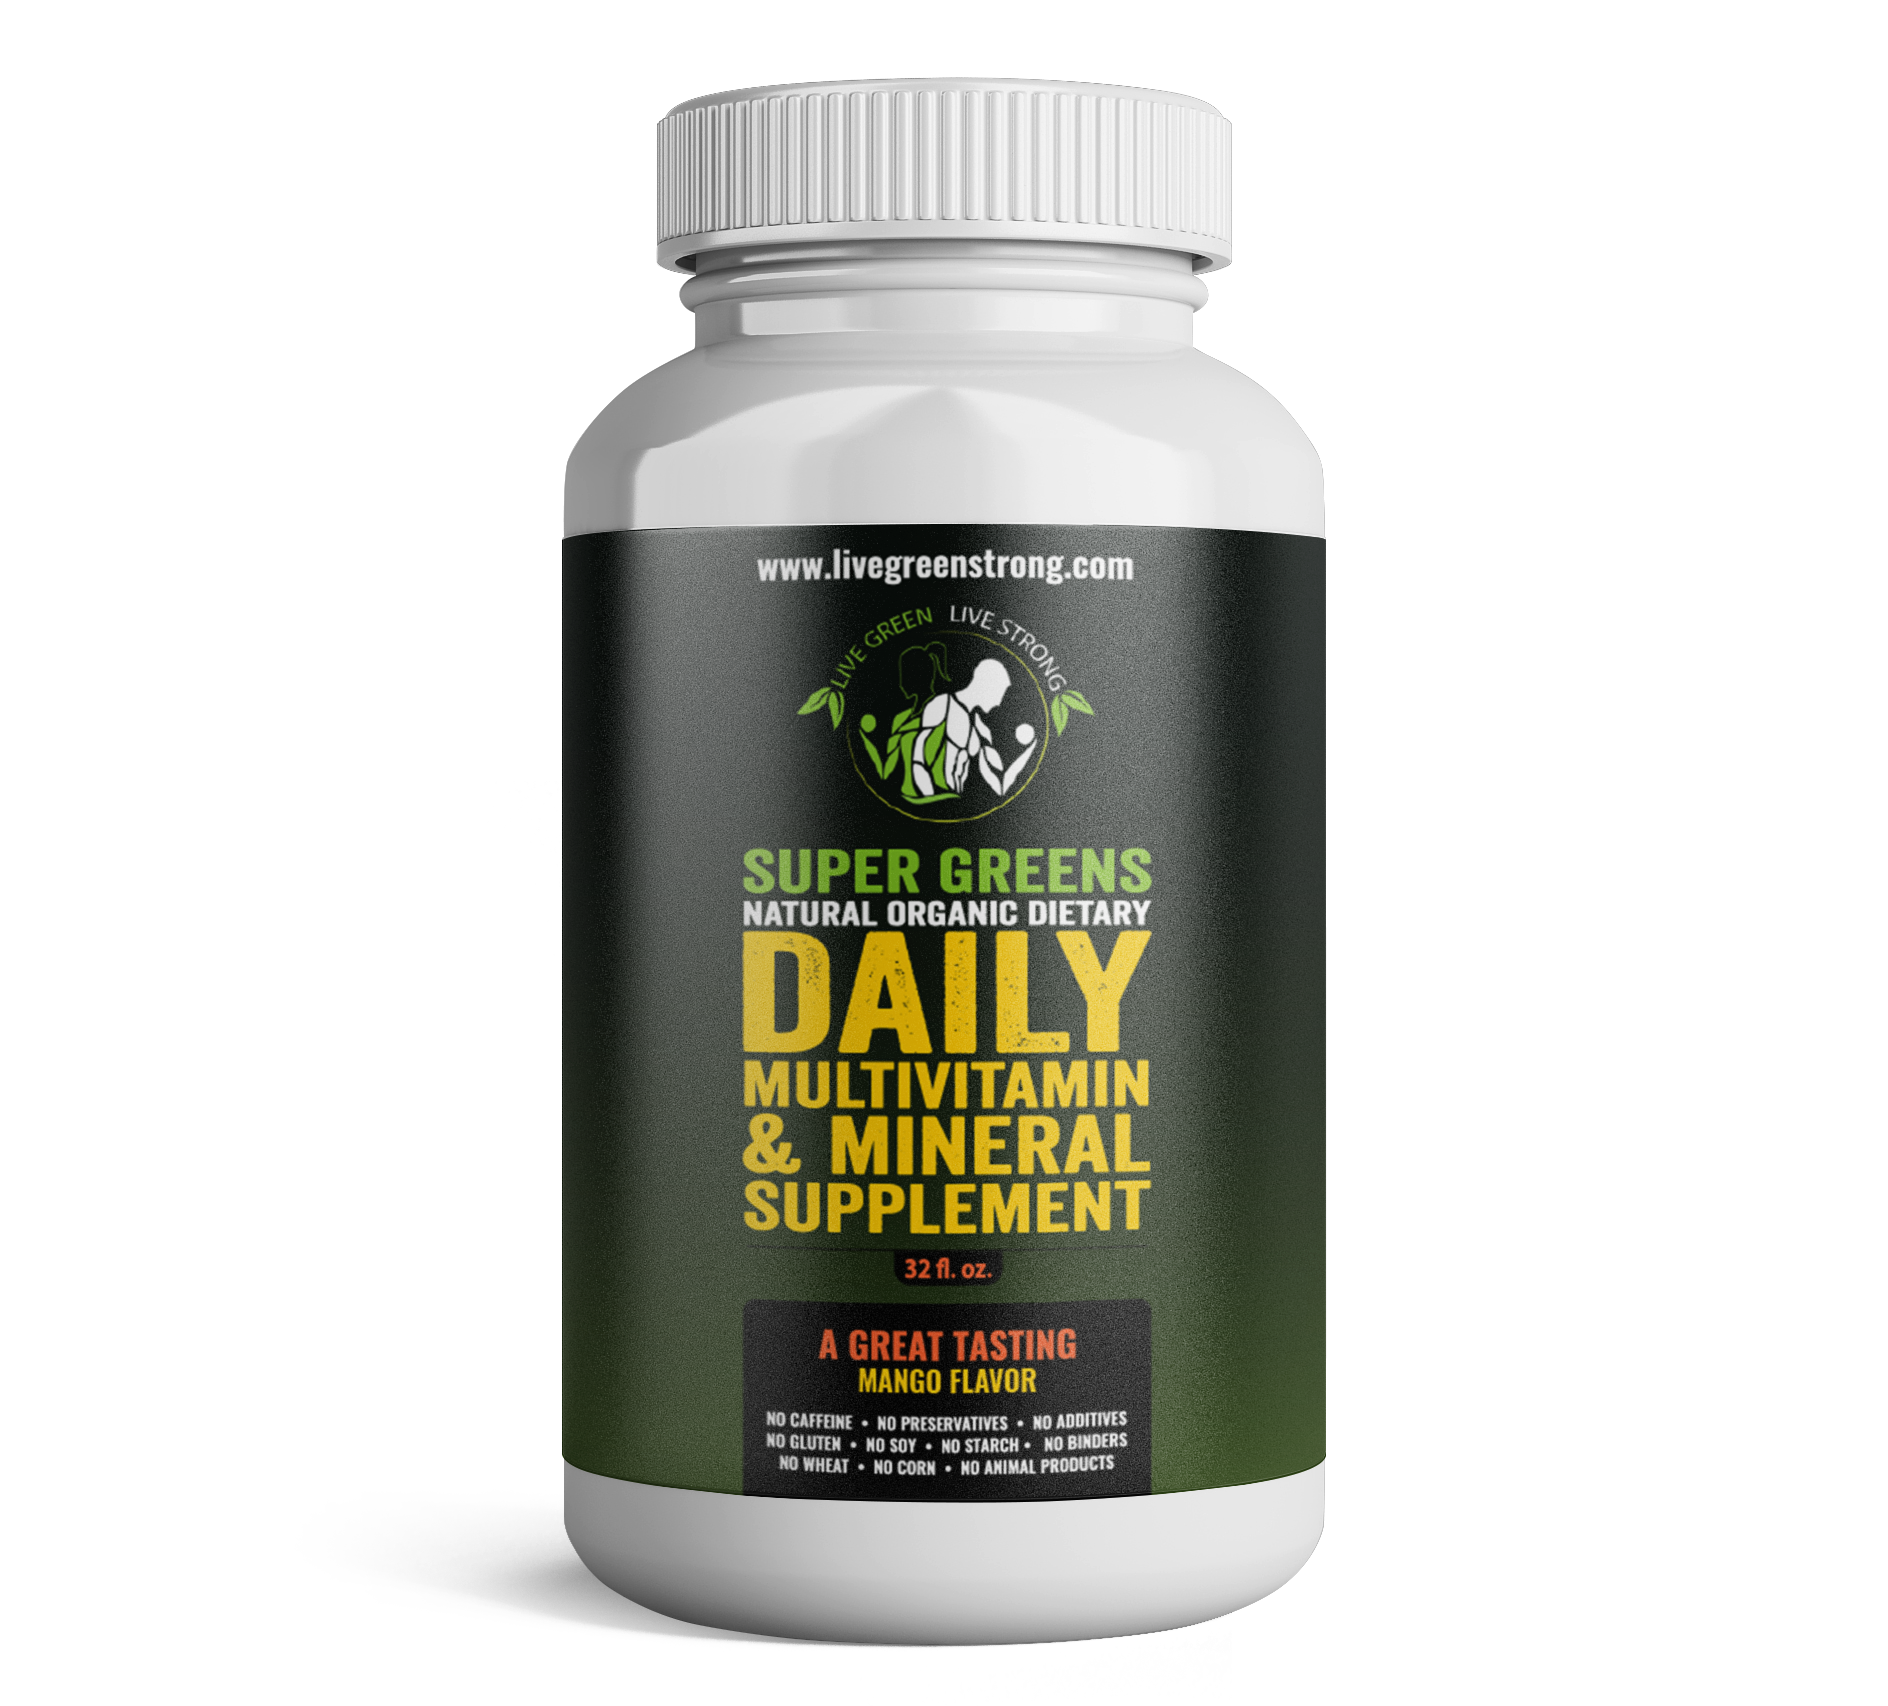 www.livegreenstrong.com
LIVE GREEN LIVE STRONG
SUPER GREENS
NATURAL ORGANIC DIETARY
DAILY
MULTIVITAMIN
& MINERAL
SUPPLEMENT
32 fl. oz.
A GREAT TASTING
MANGO FLAVOR
NO CAFFEINE • NO PRESERVATIVES • NO ADDITIVES
NO GLUTEN • NO SOY • NO STARCH • NO BINDERS
NO WHEAT • NO CORN • NO ANIMAL PRODUCTS